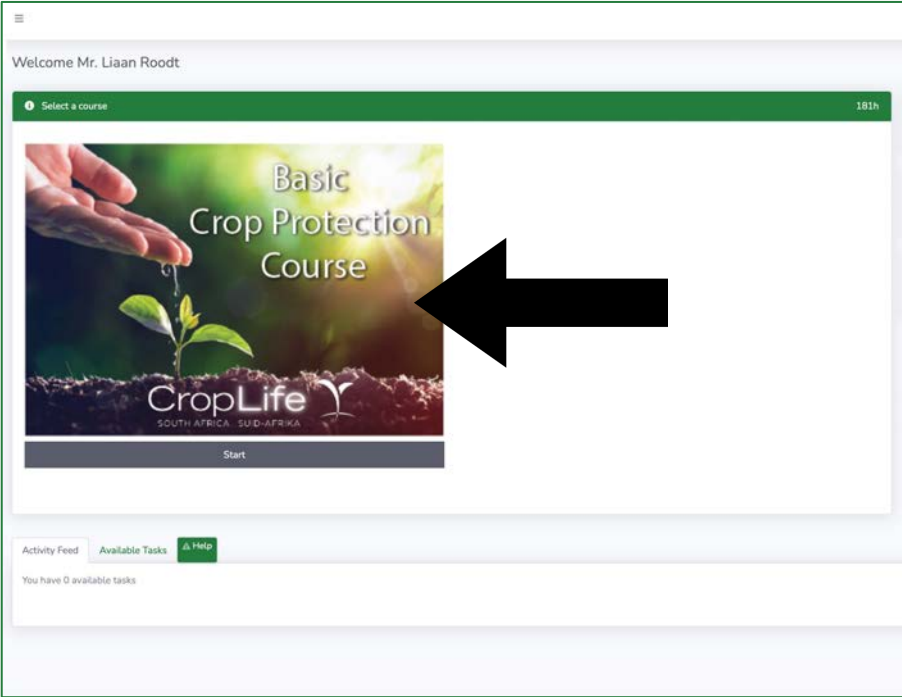 Welcome Mr. Liaan Roodt
Select a course 181h
Basic
Crop Protection
Course
CropLife
SOUTH AFRICA SUID-AFRIKA
Start
Activity Feed Available Tasks Help
You have 0 available tasks